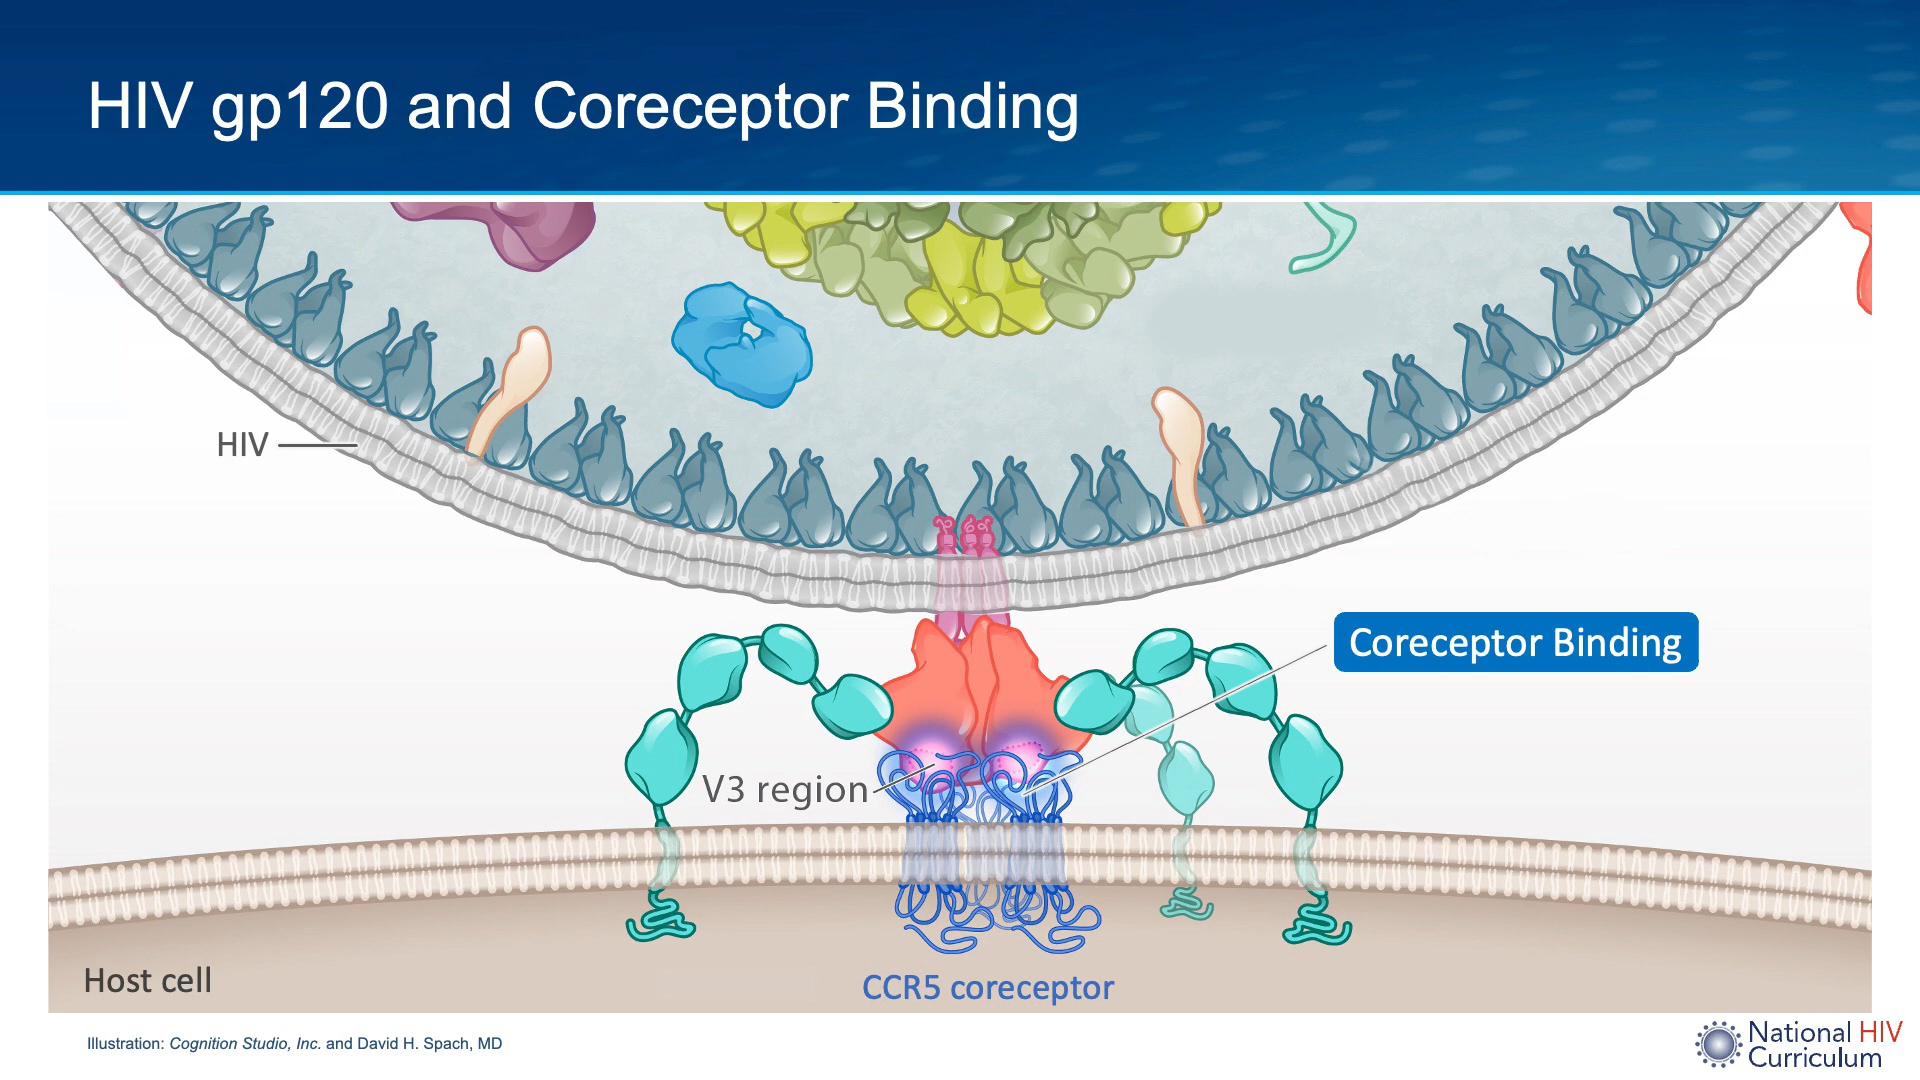 HIV gp120 and Coreceptor Binding
HIV
Coreceptor Binding
V3 region
Host cell
CCR5 coreceptor
Illustration: Cognition Studio, Inc. and David H. Spach, MD
National HIV
Curriculum